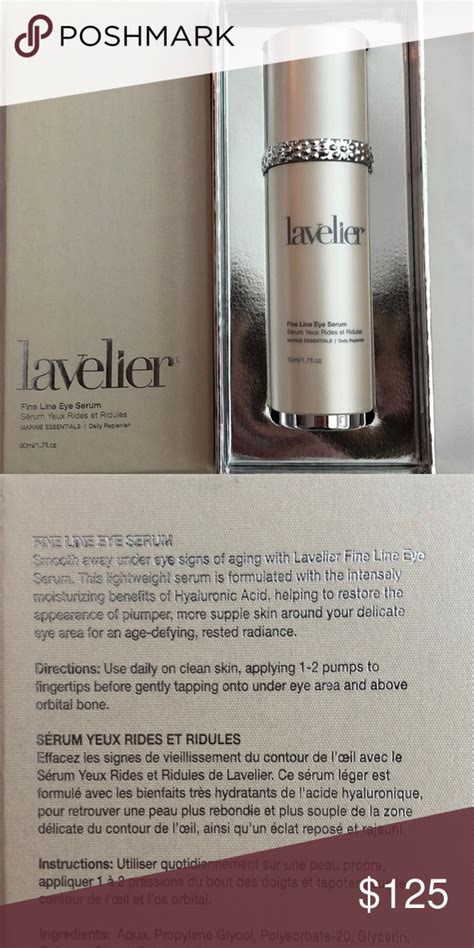 POSHMARK
lavelier
Fine Line Eye Serum
Sérum Yeux Rides et Ridules
MARINE ESSENTIALS | Daily Replenish
50ml/1.7fl.oz
lavelier
Fine Line Eye Serum
Sérum Yeux Rides et Ridules
MARINE ESSENTIALS | Daily Replenish
50ml/1.7fl.oz
FINE LINE EYE SERUM
Smooth away under eye signs of aging with Lavelier Fine Line Eye
Serum. This lightweight serum is formulated with the intensely
moisturizing benefits of Hyaluronic Acid, helping to restore the
appearance of plumper, more supple skin around your delicate
eye area for an age-defying, rested radiance.
Directions: Use daily on clean skin, applying 1-2 pumps to
fingertips before gently tapping onto under eye area and above
orbital bone.
SÉRUM YEUX RIDES ET RIDULES
Effacez les signes de vieillissement du contour de l'œil avec le
Sérum Yeux Rides et Ridules de Lavelier. Ce sérum léger est
formulé avec les bienfaits très hydratants de l'acide hyaluronique,
pour retrouver une peau plus rebondie et plus souple de la zone
délicate du contour de l'œil, ainsi qu'un éclat reposé et rajeuni.
Instructions: Utiliser quotidiennement sur une peau propre,
appliquer 1 à 2 pressions du bout des doigts et tapoter
contour de l'œil et l'os orbital.
Ingredients: Aqua, Propylene Glycol, Polysorbate-20, Glycerin,
$125